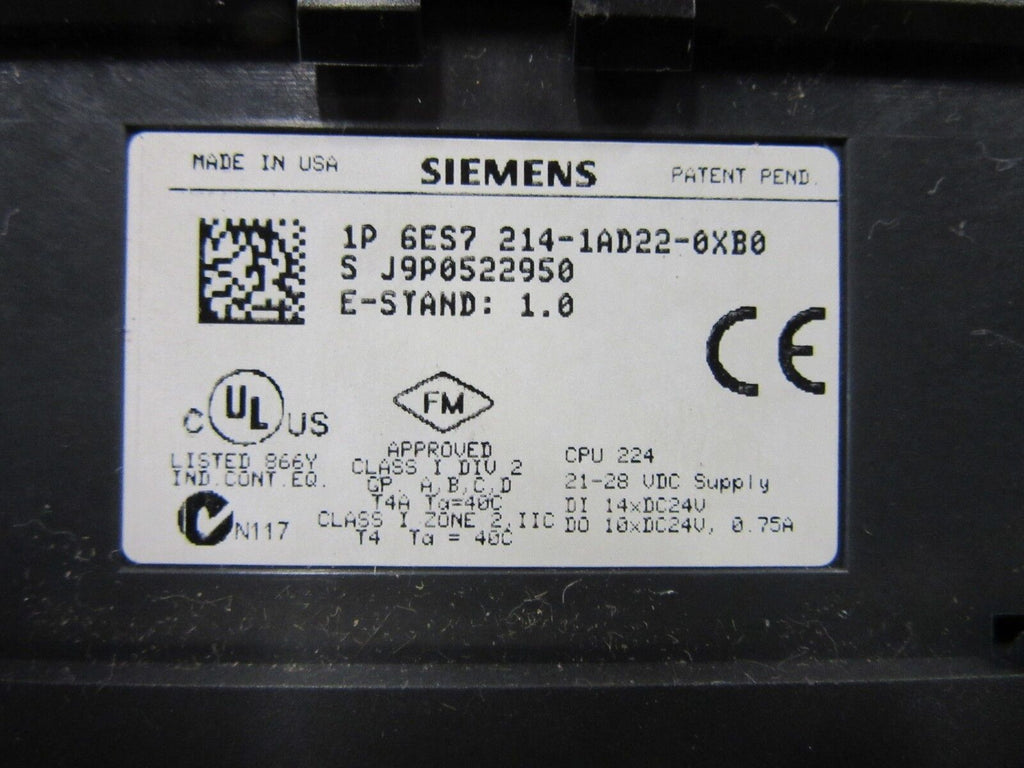 MADE IN USA SIEMENS PATENT PEND.
1P 6ES7 214-1AD22-0XB0
S J9P0522950
E-STAND: 1.0
CE
C UL US
LISTED 866Y
IND.CONT.EQ.
N117
FM
APPROVED
CLASS I DIV 2
GP. A,B,C,D
T4A Ta=40C
CLASS I ZONE 2,IIC
T4 Ta = 40C
CPU 224
21-28 VDC Supply
DI 14xDC24V
DO 10xDC24V, 0.75A